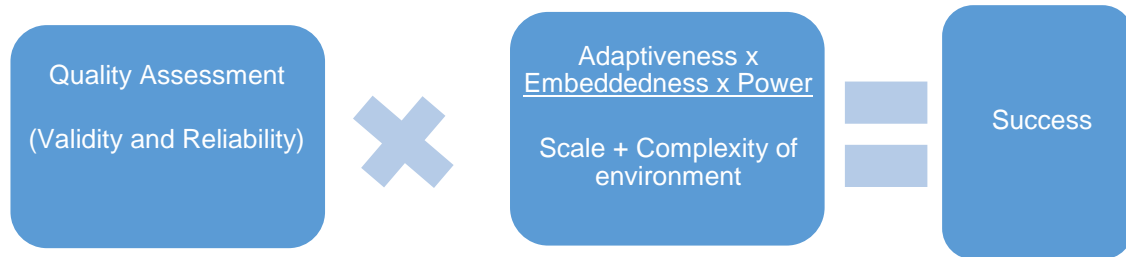 Quality Assessment
(Validity and Reliability)
Adaptiveness x
Embeddedness x Power
Scale + Complexity of
environment
Success